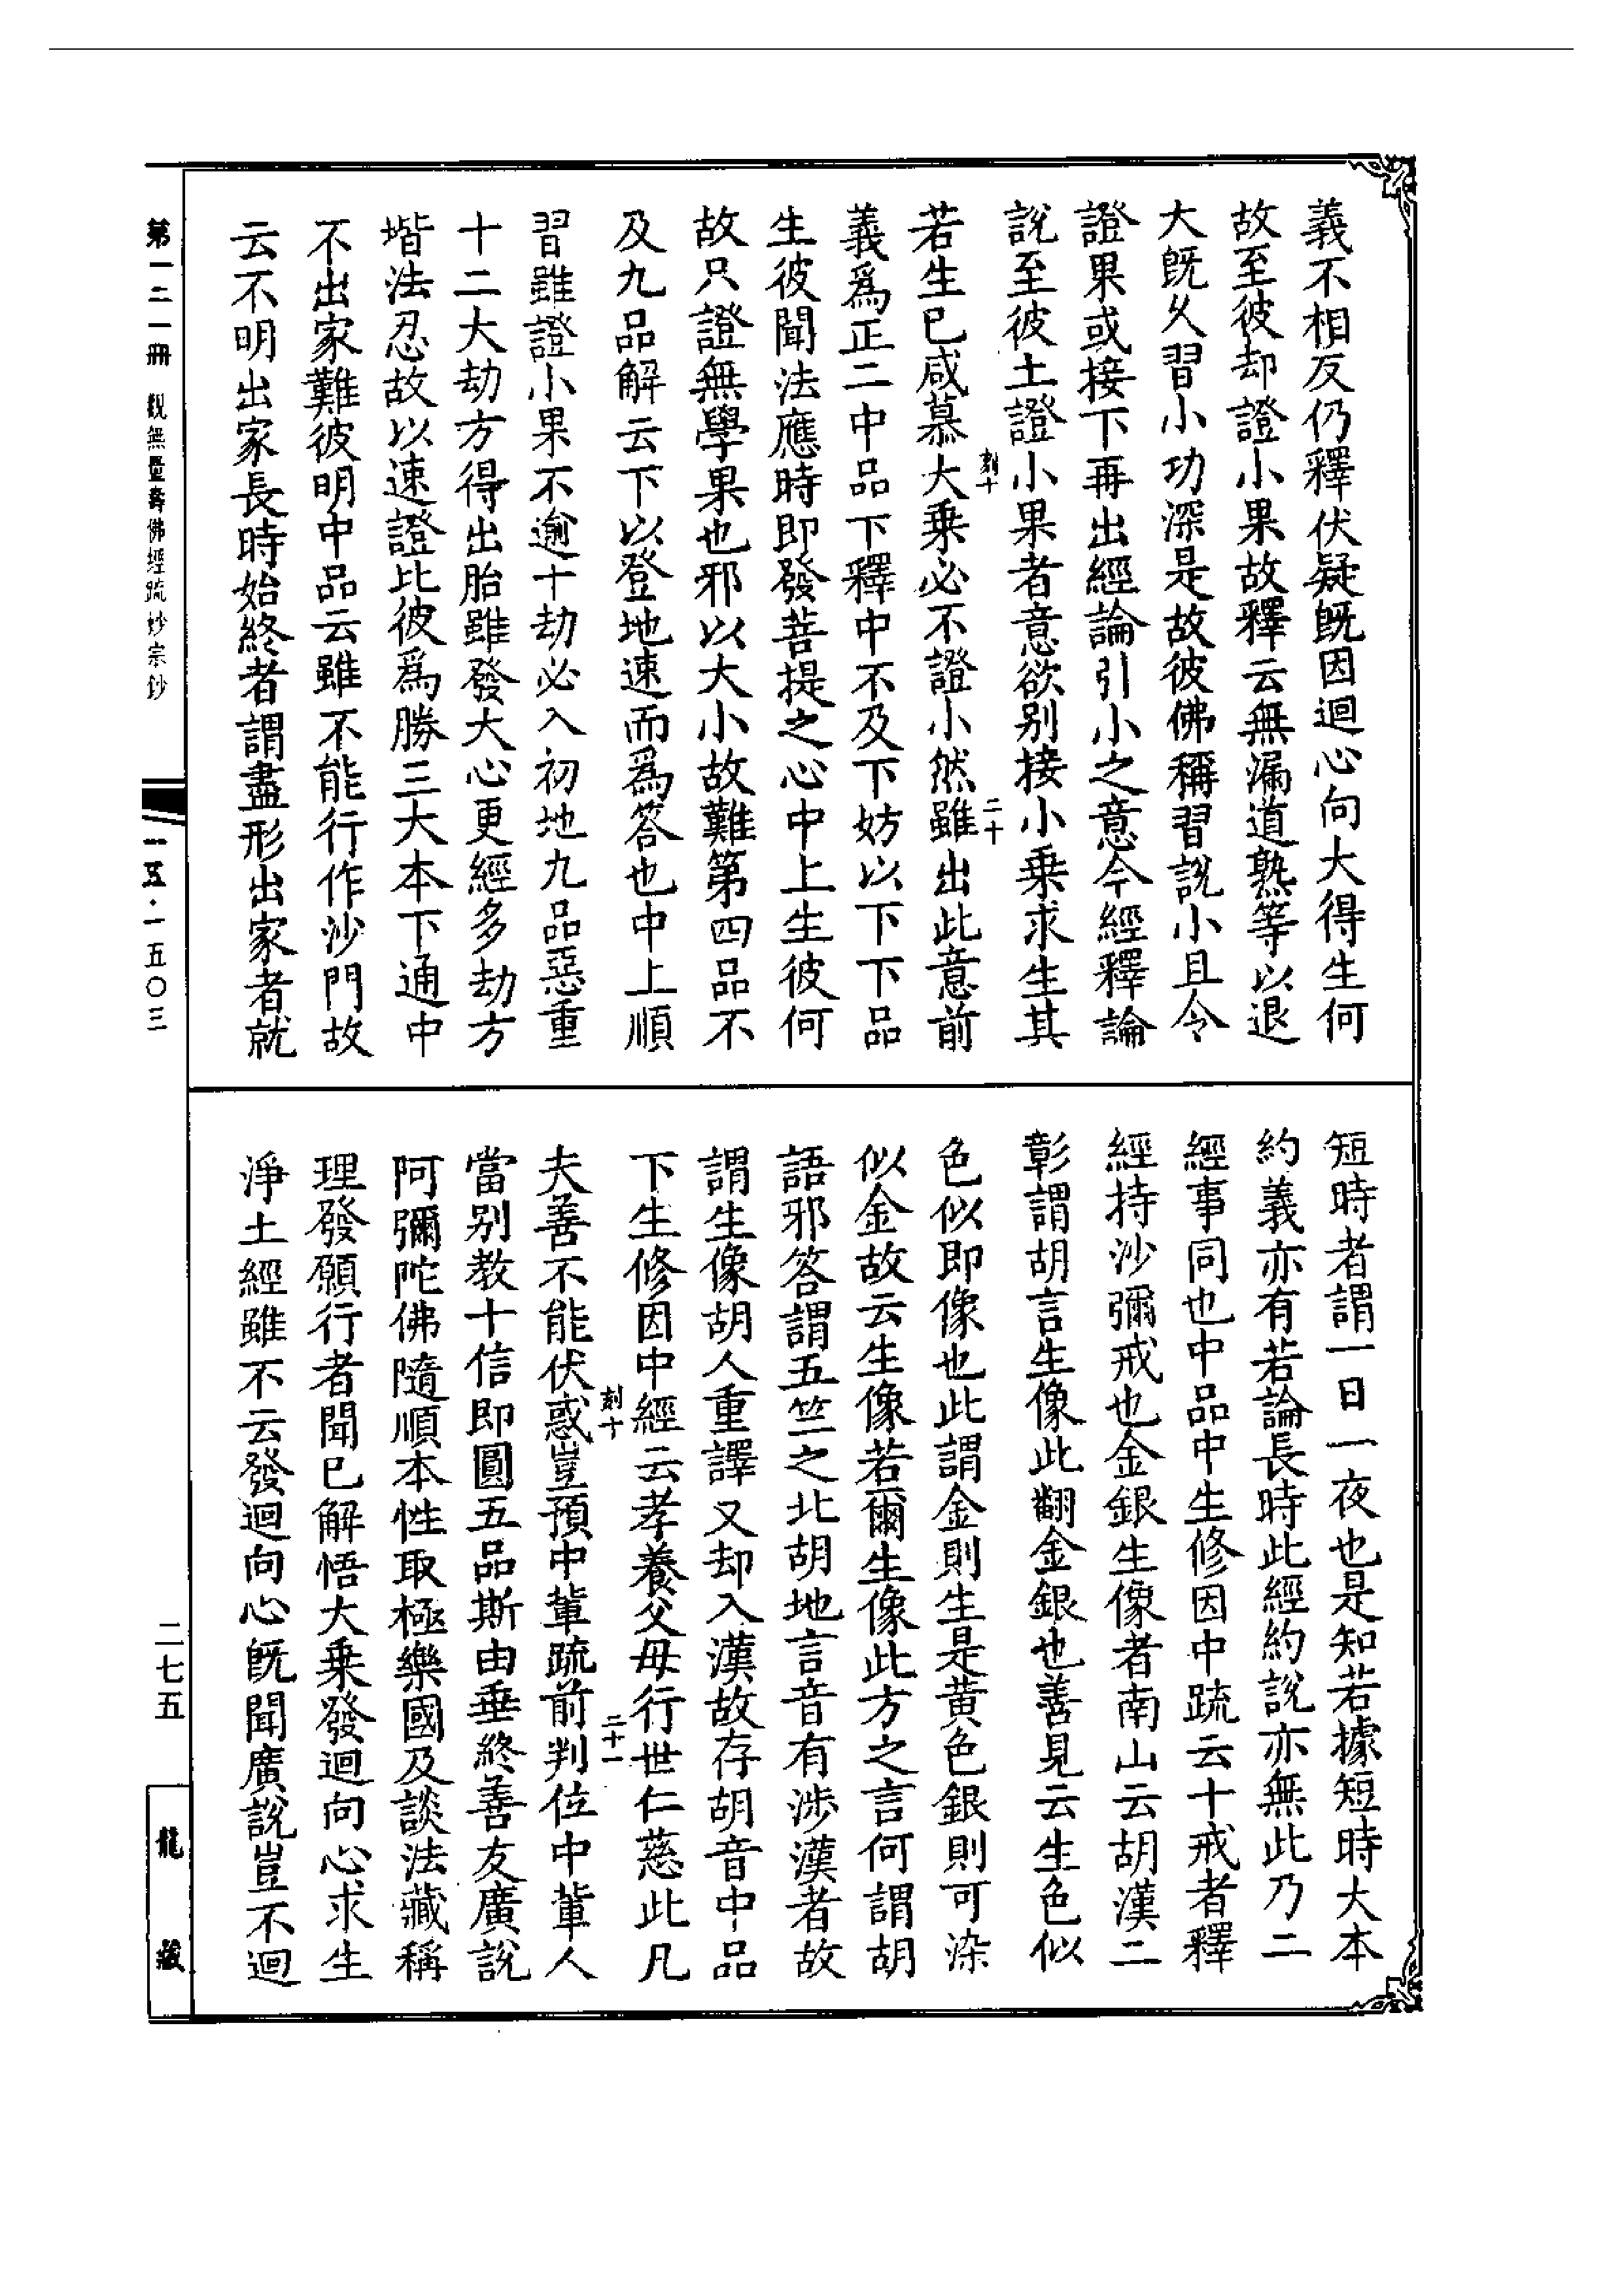 義不相反仍釋伏疑既因迴心向大得生何
故至彼却證小果故釋云無漏道熟等以退
大既久習小功深是故彼佛稱習說小且令
證果或接下再出經論引小之意今經釋論
說至彼土證小果者意欲別接小乘求生其
刻十
二十
若生已咸慕大乘必不證小然雖出此意前
義爲正二中品下釋中不及下妨以下下品
生彼聞法應時即發菩提之心中上生彼何
故只證無學果也邪以大小故難第四品不
及九品解云下以登地速而爲答也中上順
習雖證小果不逾十劫必入初地九品惡重
十二大劫方得出胎雖發大心更經多劫方
堦法忍故以速證比彼爲勝三大本下通中
不出家難彼明中品云雖不能行作沙門故
云不明出家長時始終者謂盡形出家者就
短時者謂一日一夜也是知若據短時大本
約義亦有若論長時此經約說亦無此乃二
經事同也中品中生修因中疏云十戒者釋
經持沙彌戒也金銀生像者南山云胡漢二
彰謂胡言生像此翻金銀也善見云生色似
色似即像也此謂金則生是黄色銀則可染
似金故云生像若爾生像此方之言何謂胡
語邪答謂五竺之北胡地言音有涉漢者故
謂生像胡人重譯又却入漢故存胡音中品
下生修因中經云孝養父母行世仁慈此凡
刻十
二十一
夫善不能伏惑豈預中輩疏前判位中輩人
當別教十信即圓五品斯由垂終善友廣說
阿彌陀佛隨順本性取極樂國及談法藏稱
理發願行者聞已解悟大乘發迴向心求生
淨土經雖不云發迴向心既聞廣說豈不迴
第一二一冊 觀無量壽佛經疏妙宗鈔
一五·一五〇三
二七五
龍藏